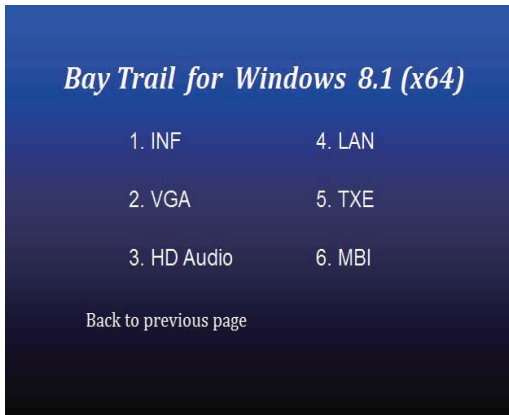 Bay Trail for Windows 8.1 (x64)
1. INF
2. VGA
3. HD Audio
4. LAN
5. TXE
6. MBI
Back to previous page